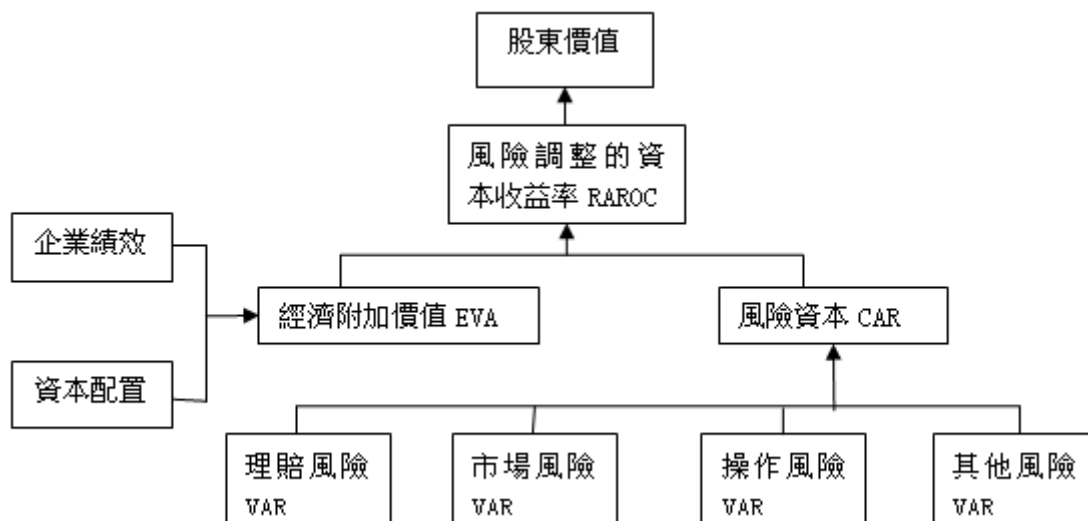 股東價值
風險調整的資
本收益率 RAROC
企業績效
經濟附加價值 EVA
風險資本 CAR
資本配置
理賠風險
VAR
市場風險
VAR
操作風險
VAR
其他風險
VAR